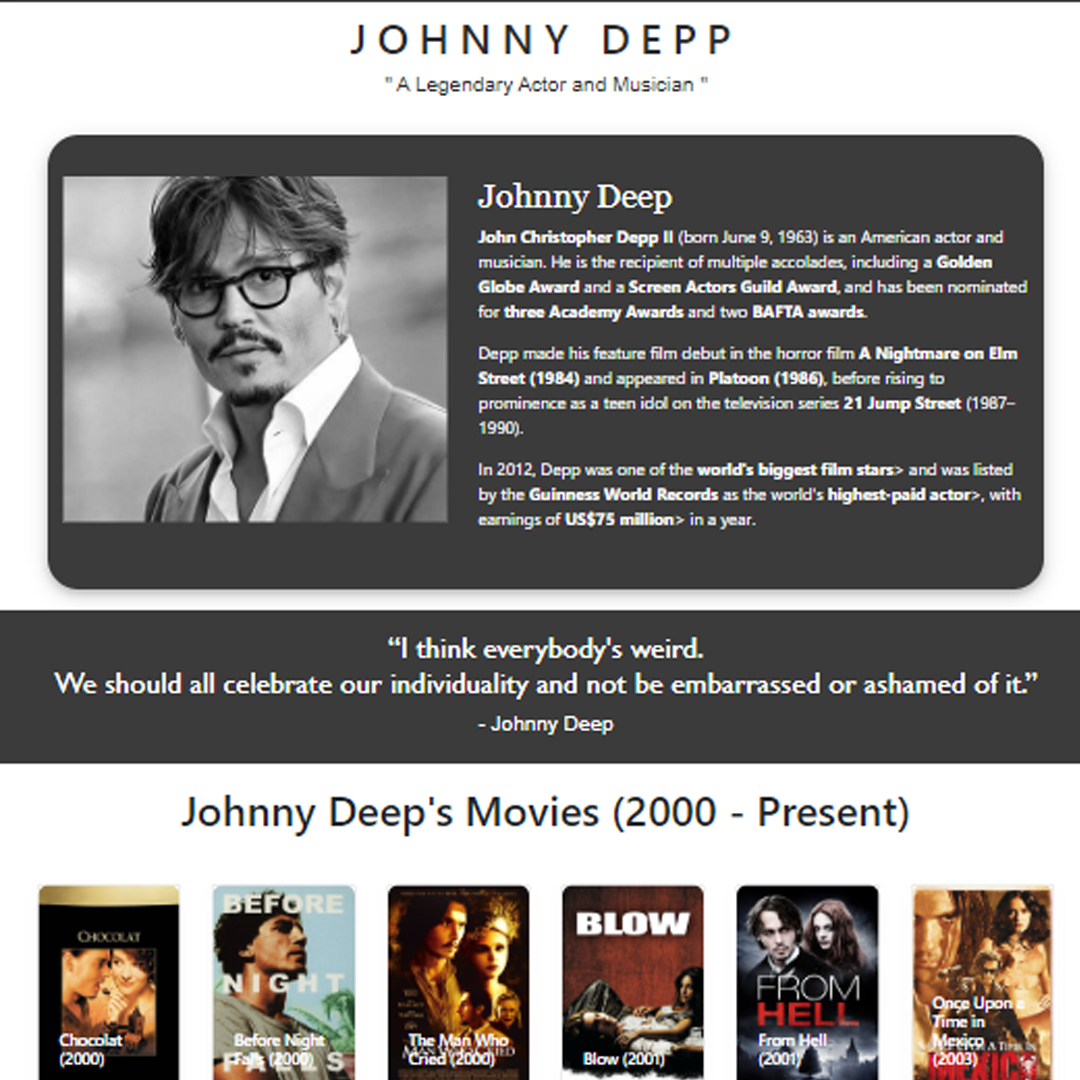 JOHNNY DEPP
" A Legendary Actor and Musician "
Johnny Deep
John Christopher Depp II (born June 9, 1963) is an American actor and
musician. He is the recipient of multiple accolades, including a Golden
Globe Award and a Screen Actors Guild Award, and has been nominated
for three Academy Awards and two BAFTA awards.
Depp made his feature film debut in the horror film A Nightmare on Elm
Street (1984) and appeared in Platoon (1986), before rising to
prominence as a teen idol on the television series 21 Jump Street (1987–
1990).
In 2012, Depp was one of the world's biggest film stars> and was listed
by the Guinness World Records as the world's highest-paid actor>, with
earnings of US$75 million> in a year.
“I think everybody's weird.
We should all celebrate our individuality and not be embarrassed or ashamed of it.”
- Johnny Deep
Johnny Deep's Movies (2000 - Present)
CHOCOLAT
Chocolat
(2000)
BEFORE
NIGHT
FALLS
Before Night
Falls (2000)
The Man Who
Cried (2000)
BLOW
Blow (2001)
FROM
HELL
From Hell
(2001)
Once Upon a
Time in
Mexico
(2003)
MEXICO